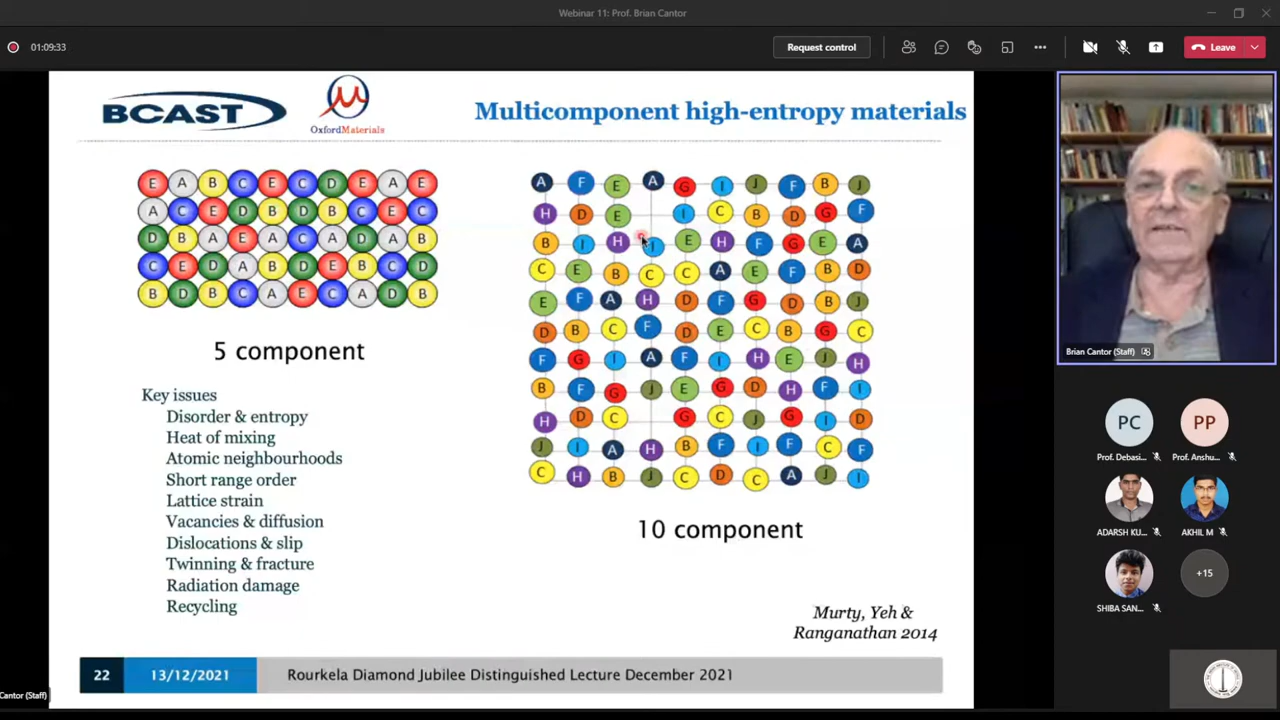 Webinar 11: Prof. Brian Cantor
01:09:33
Request control
Leave
BCAST
OxfordMaterials
Multicomponent high-entropy materials
E A B C E C D E A E
A C E D B D B C E C
D B A E A C A D A B
C E D A B D E B C D
B D B C A E C A D B
5 component
Key issues
Disorder & entropy
Heat of mixing
Atomic neighbourhoods
Short range order
Lattice strain
Vacancies & diffusion
Dislocations & slip
Twinning & fracture
Radiation damage
Recycling
A F E A G I J F B J
H D E I C B D G F
B I H I E H F G E A
C E B C C A E F B D
E F A H D F G D B J
D B C F D E C B G C
F G I A F I H E J H
B F G J E G D H F I
H D C G C J G I D
J I A H B F I F C F
C H B J C D C A J I
10 component
Murty, Yeh &
Ranganathan 2014
22 13/12/2021 Rourkela Diamond Jubilee Distinguished Lecture December 2021
Cantor (Staff)
Brian Cantor (Staff)
PC PP
Prof. Debasi... Prof. Anshu...
ADARSH KU... AKHIL M
SHIBA SAN... +15